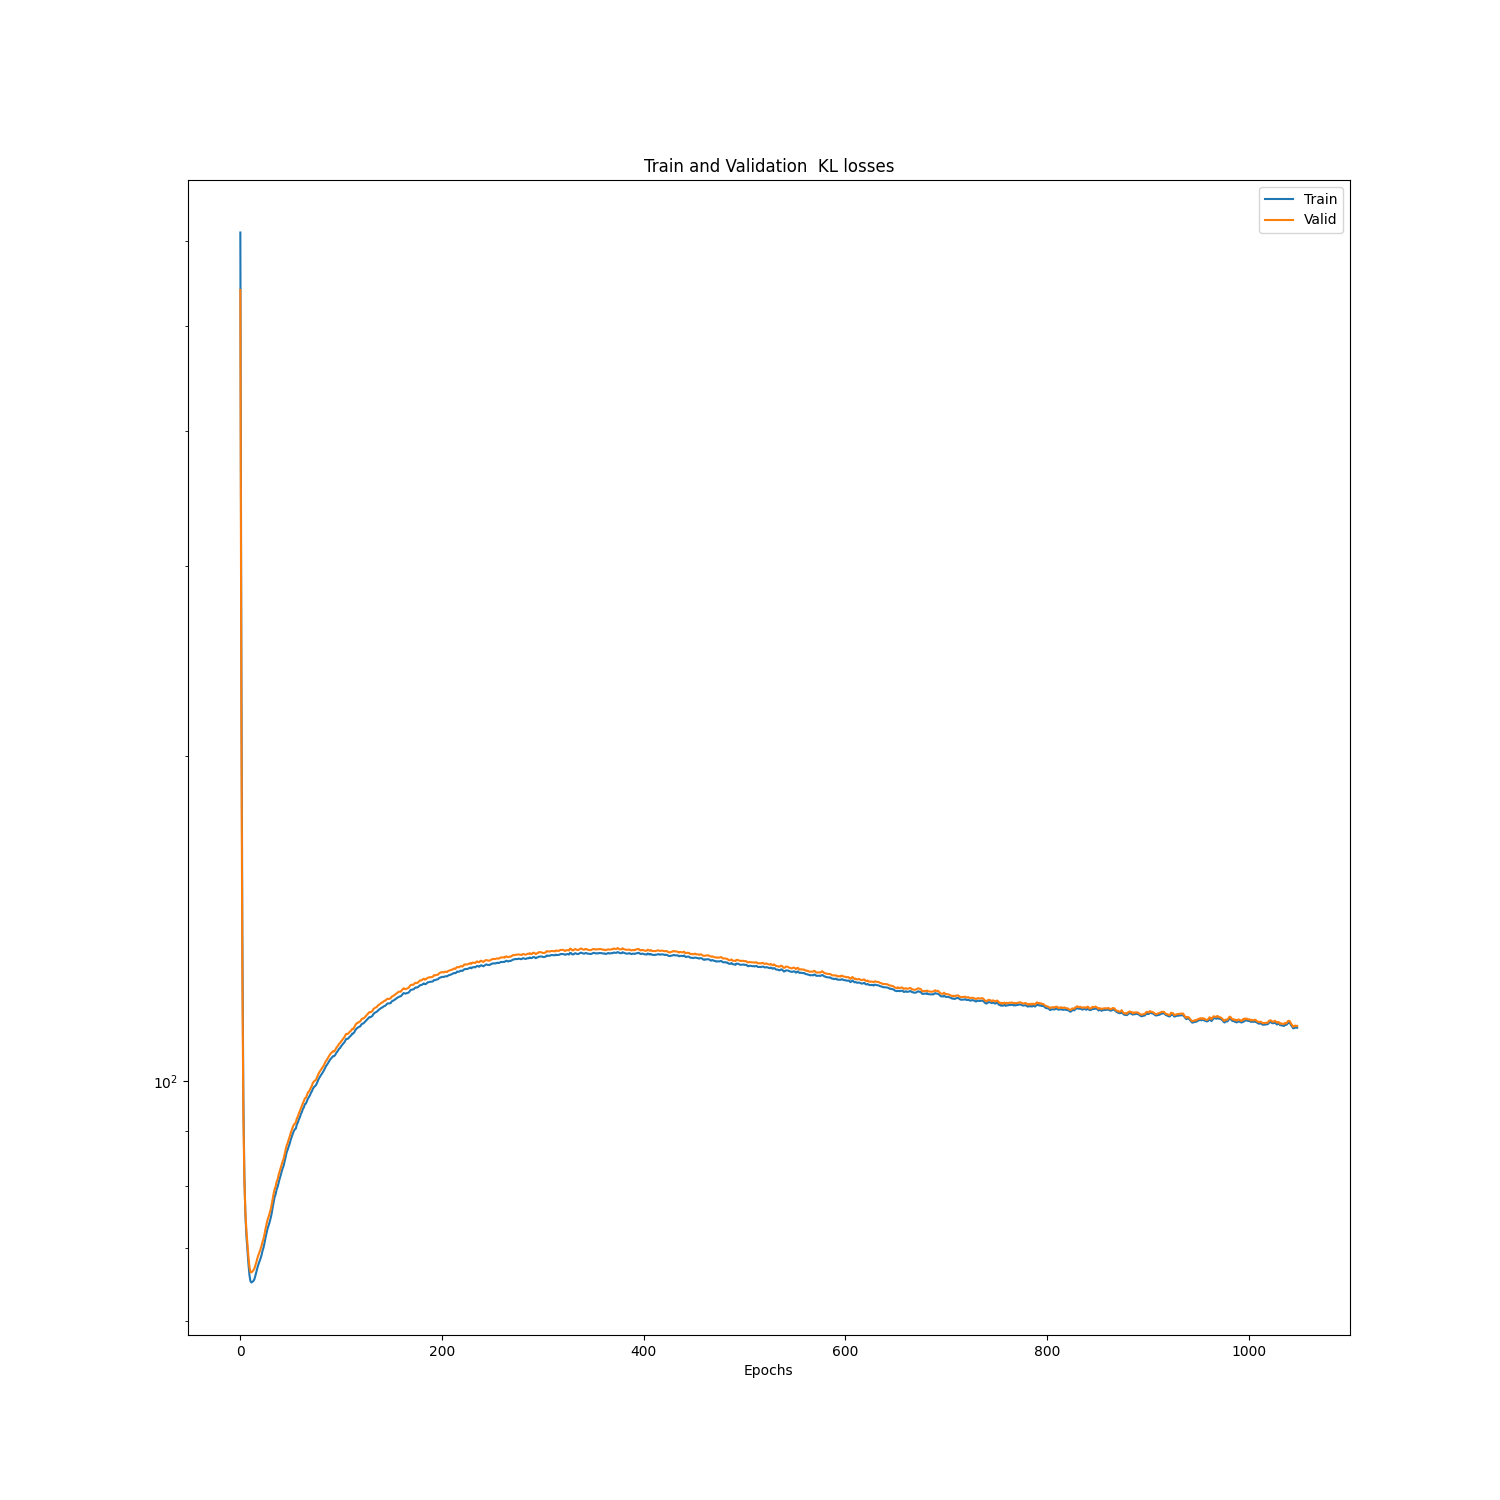 Train and Validation  KL losses
Train
Valid
10²
0 200 400 600 800 1000
Epochs